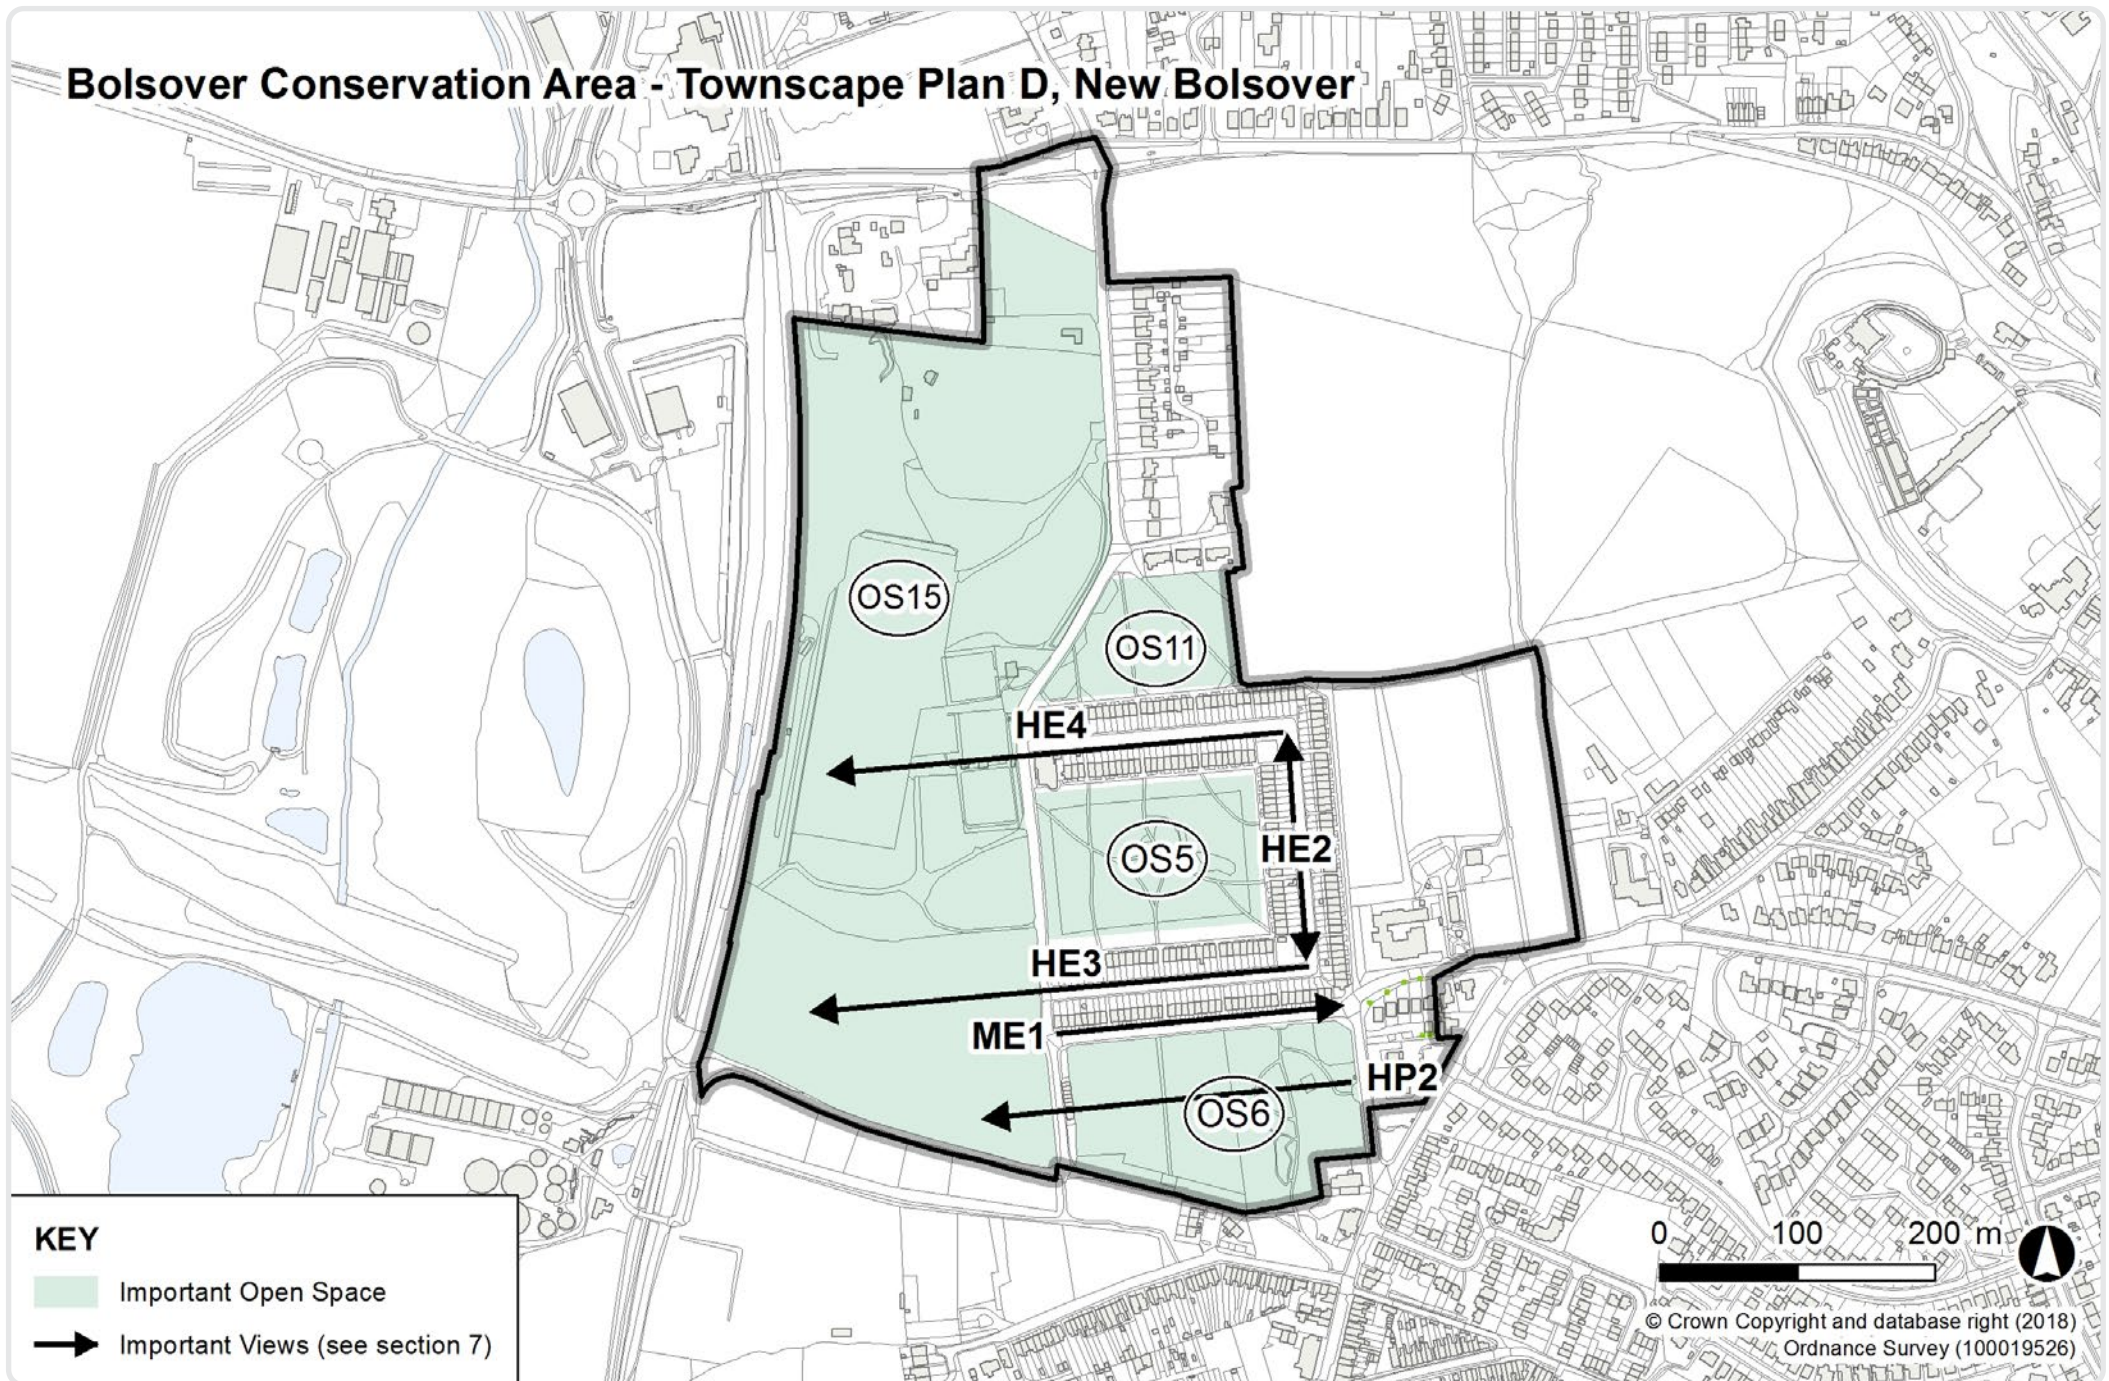 Bolsover Conservation Area - Townscape Plan D, New Bolsover
OS15
OS11
HE4
OS5
HE2
HE3
ME1
HP2
OS6
KEY
Important Open Space
Important Views (see section 7)
0 100 200 m
© Crown Copyright and database right (2018)
Ordnance Survey (100019526)